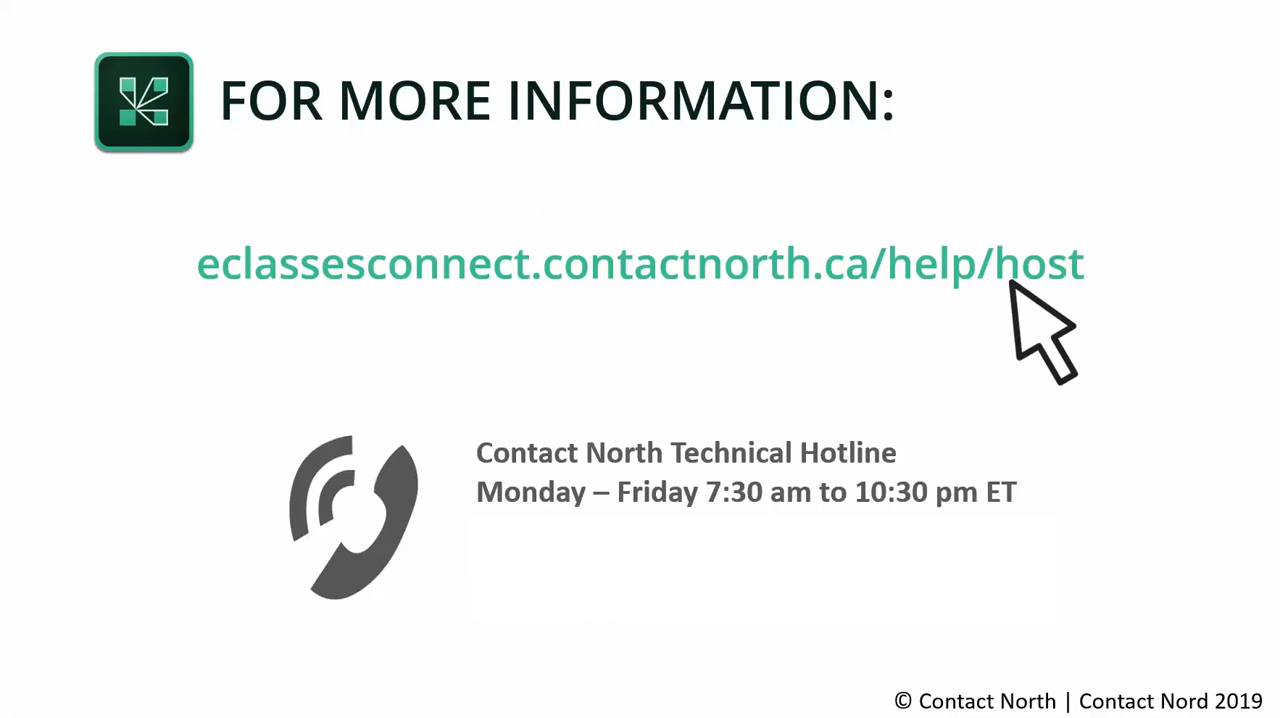 FOR MORE INFORMATION:
eclassesconnect.contactnorth.ca/help/host
Contact North Technical Hotline
Monday – Friday 7:30 am to 10:30 pm ET
© Contact North | Contact Nord 2019